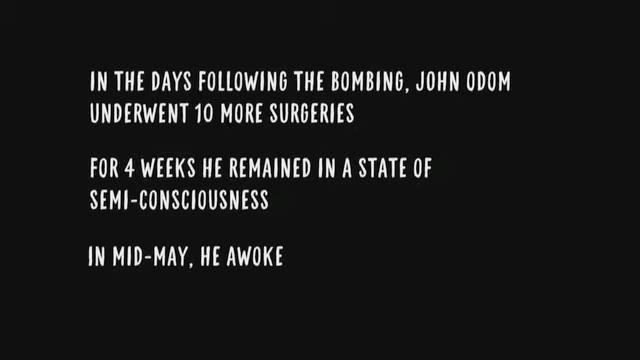 IN THE DAYS FOLLOWING THE BOMBING, JOHN ODOM
UNDERWENT 10 MORE SURGERIES
FOR 4 WEEKS HE REMAINED IN A STATE OF
SEMI-CONSCIOUSNESS
IN MID-MAY, HE AWOKE